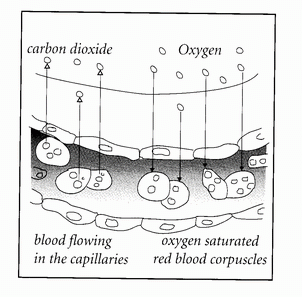 carbon dioxide
Oxygen
blood flowing
in the capillaries
oxygen saturated
red blood corpuscles